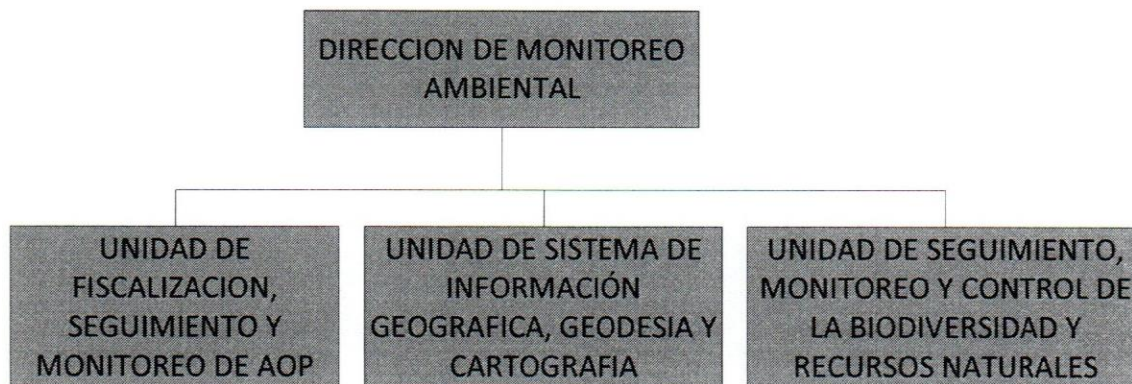 DIRECCION DE MONITOREO
AMBIENTAL
UNIDAD DE
FISCALIZACION,
SEGUIMIENTO Y
MONITOREO DE AOP
UNIDAD DE SISTEMA DE
INFORMACIÓN
GEOGRAFICA, GEODESIA Y
CARTOGRAFIA
UNIDAD DE SEGUIMIENTO,
MONITOREO Y CONTROL DE
LA BIODIVERSIDAD Y
RECURSOS NATURALES